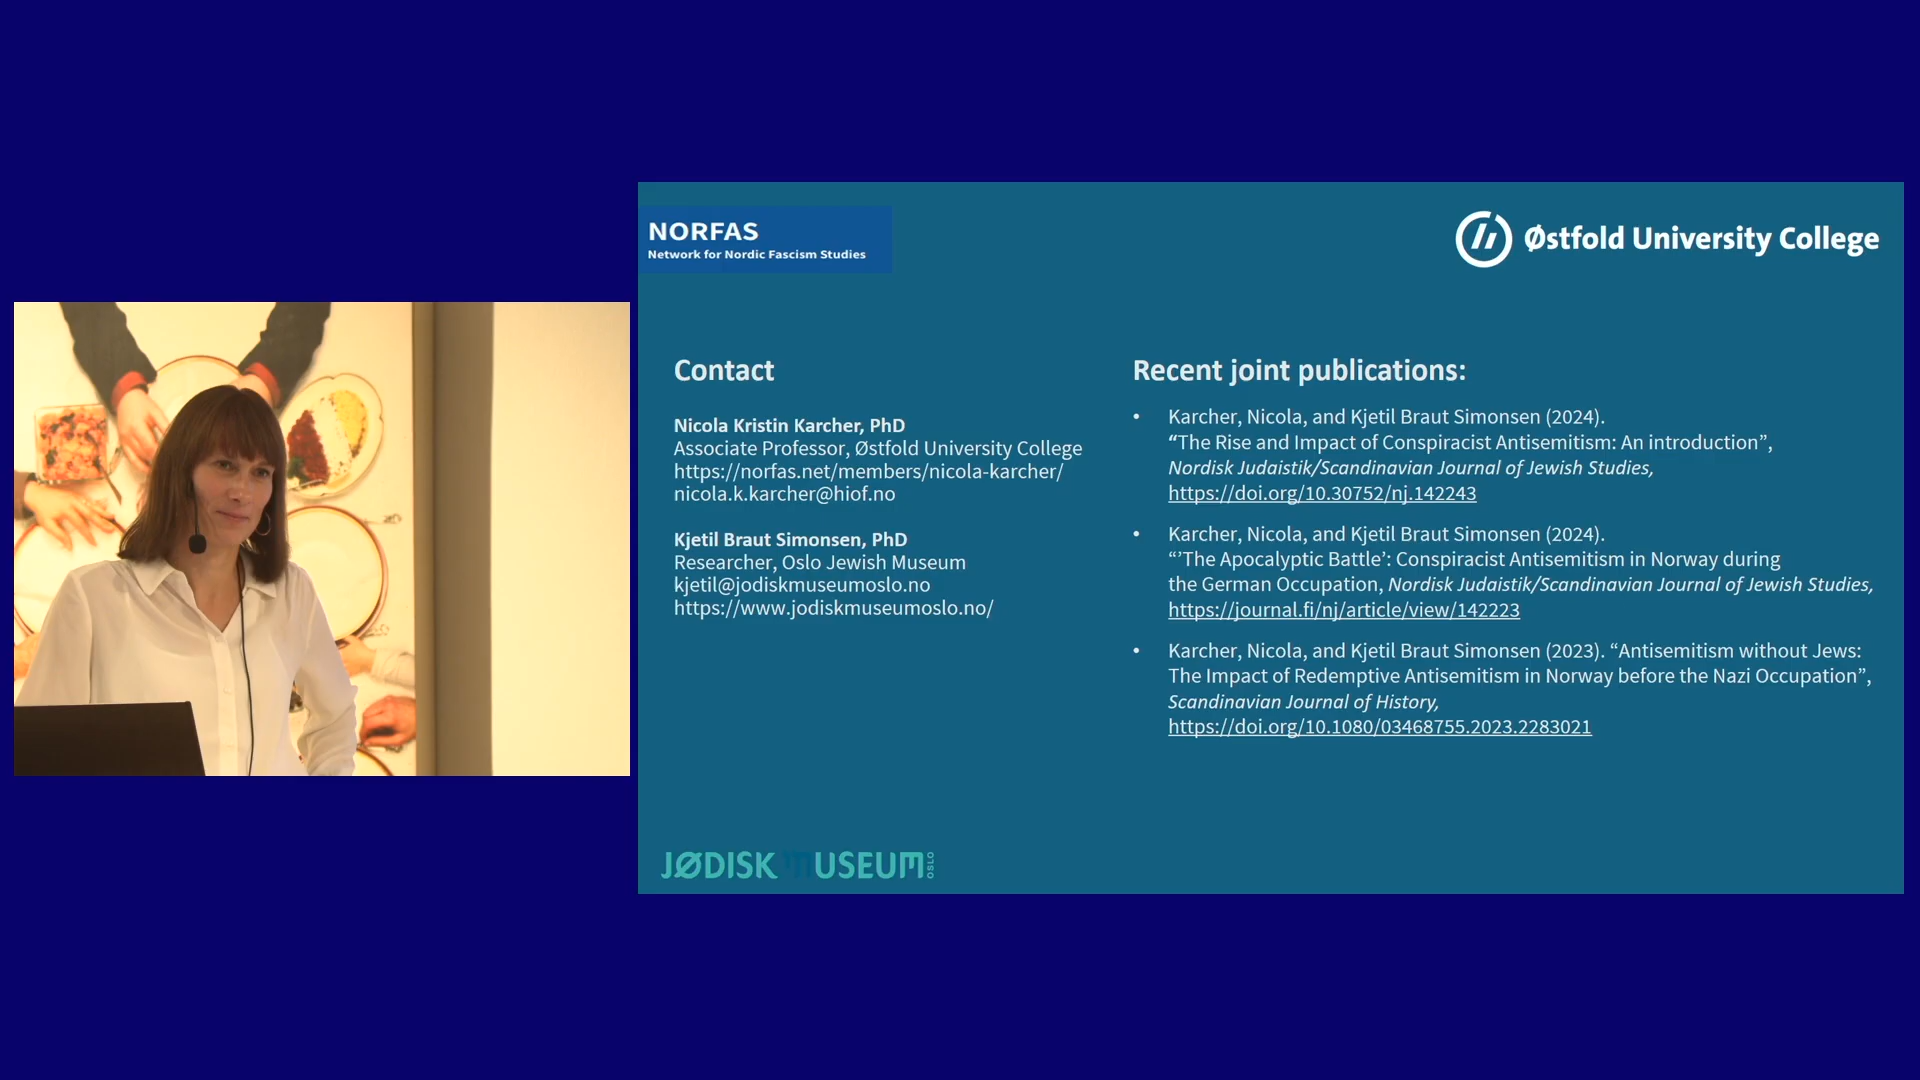 NORFAS
Network for Nordic Fascism Studies
Østfold University College
Contact
Nicola Kristin Karcher, PhD
Associate Professor, Østfold University College
https://norfas.net/members/nicola-karcher/
nicola.k.karcher@hiof.no
Kjetil Braut Simonsen, PhD
Researcher, Oslo Jewish Museum
kjetil@jodiskmuseumoslo.no
https://www.jodiskmuseumoslo.no/
Recent joint publications:
• Karcher, Nicola, and Kjetil Braut Simonsen (2024).
“The Rise and Impact of Conspiracist Antisemitism: An introduction”,
Nordisk Judaistik/Scandinavian Journal of Jewish Studies,
https://doi.org/10.30752/nj.142243
• Karcher, Nicola, and Kjetil Braut Simonsen (2024).
“’The Apocalyptic Battle’: Conspiracist Antisemitism in Norway during
the German Occupation, Nordisk Judaistik/Scandinavian Journal of Jewish Studies,
https://journal.fi/nj/article/view/142223
• Karcher, Nicola, and Kjetil Braut Simonsen (2023). “Antisemitism without Jews:
The Impact of Redemptive Antisemitism in Norway before the Nazi Occupation”,
Scandinavian Journal of History,
https://doi.org/10.1080/03468755.2023.2283021
JØDISK MUSEUM OSLO